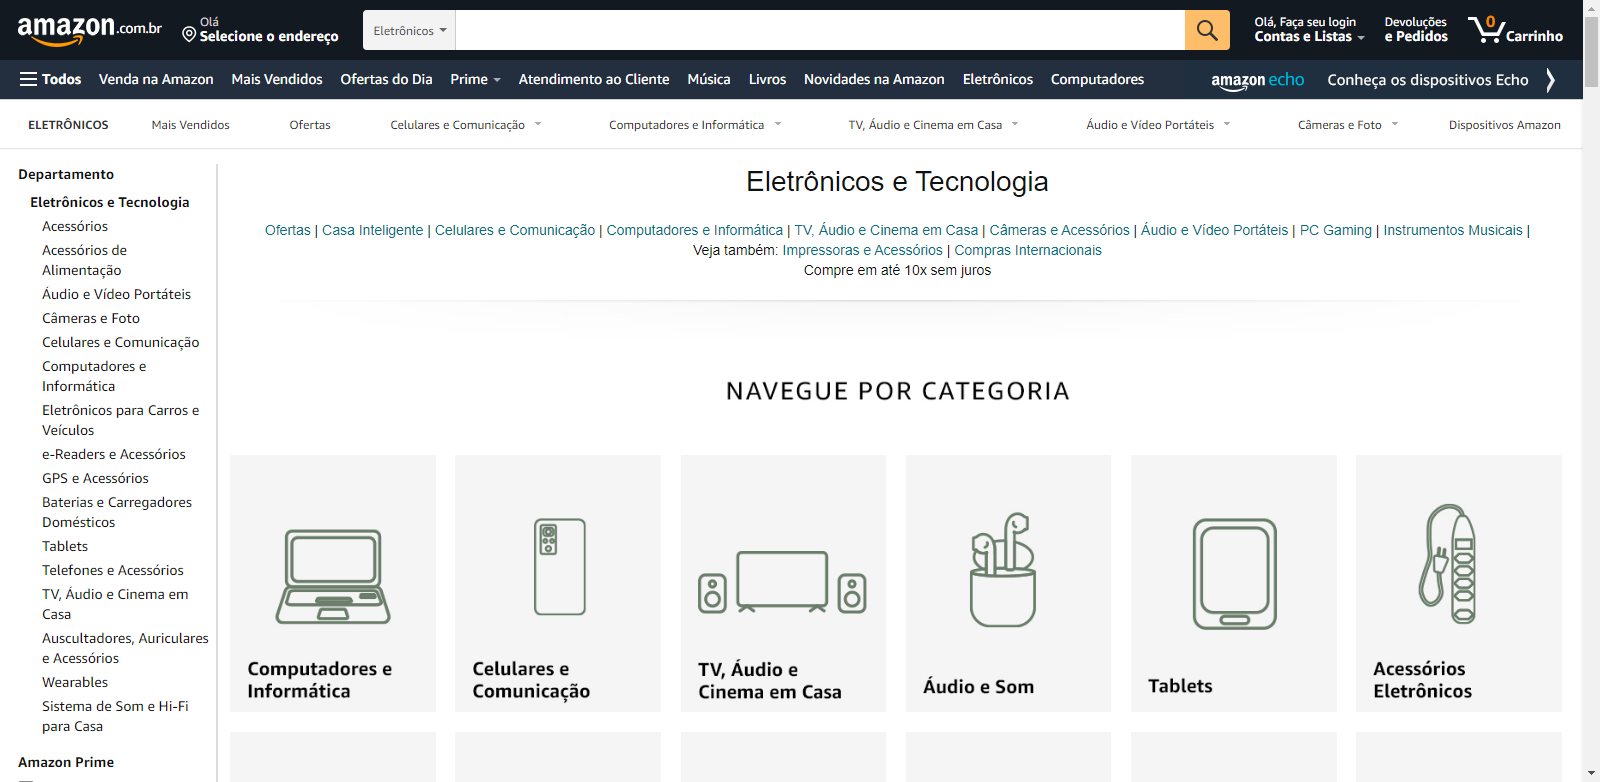 amazon.com.br
Olá
Selecione o endereço
Eletrônicos
Olá, Faça seu login
Contas e Listas
Devoluções
e Pedidos
0
Carrinho
Todos Venda na Amazon Mais Vendidos Ofertas do Dia Prime Atendimento ao Cliente Música Livros Novidades na Amazon Eletrônicos Computadores amazon echo Conheça os dispositivos Echo
ELETRÔNICOS Mais Vendidos Ofertas Celulares e Comunicação Computadores e Informática TV, Áudio e Cinema em Casa Áudio e Vídeo Portáteis Câmeras e Foto Dispositivos Amazon
Departamento
Eletrônicos e Tecnologia
Acessórios
Acessórios de
Alimentação
Áudio e Vídeo Portáteis
Câmeras e Foto
Celulares e Comunicação
Computadores e
Informática
Eletrônicos para Carros e
Veículos
e-Readers e Acessórios
GPS e Acessórios
Baterias e Carregadores
Domésticos
Tablets
Telefones e Acessórios
TV, Áudio e Cinema em
Casa
Auscultadores, Auriculares
e Acessórios
Wearables
Sistema de Som e Hi-Fi
para Casa
Amazon Prime
Eletrônicos e Tecnologia
Ofertas | Casa Inteligente | Celulares e Comunicação | Computadores e Informática | TV, Áudio e Cinema em Casa | Câmeras e Acessórios | Áudio e Vídeo Portáteis | PC Gaming | Instrumentos Musicais |
Veja também: Impressoras e Acessórios | Compras Internacionais
Compre em até 10x sem juros
NAVEGUE POR CATEGORIA
Computadores e
Informática
Celulares e
Comunicação
TV, Áudio e
Cinema em Casa
Áudio e Som
Tablets
Acessórios
Eletrônicos